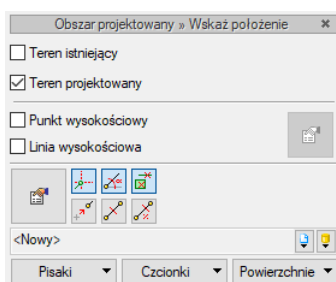 Obszar projektowany » Wskaż położenie
Teren istniejący
Teren projektowany
Punkt wysokościowy
Linia wysokościowa
<Nowy>
Pisaki Czcionki Powierzchnie